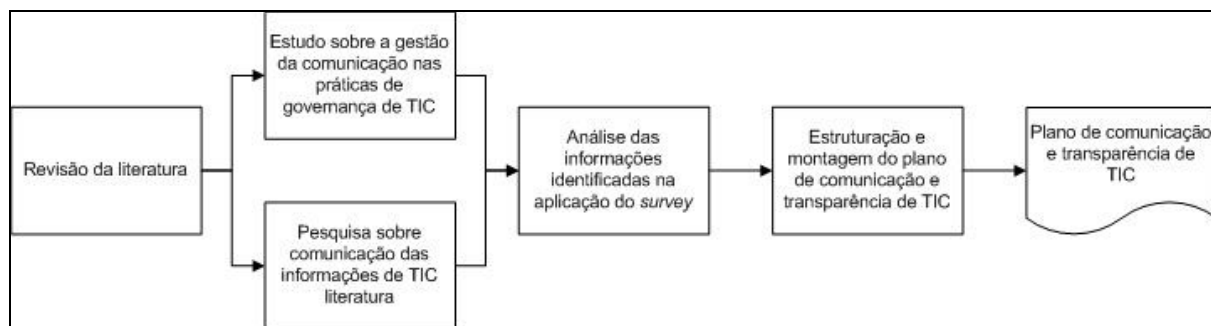 Revisão da literatura
Estudo sobre a gestão
da comunicação nas
práticas de
governança de TIC
Pesquisa sobre
comunicação das
informações de TIC
literatura
Análise das
informações
identificadas na
aplicação do survey
Estruturação e
montagem do plano
de comunicação e
transparência de TIC
Plano de comunicação
e transparência de
TIC